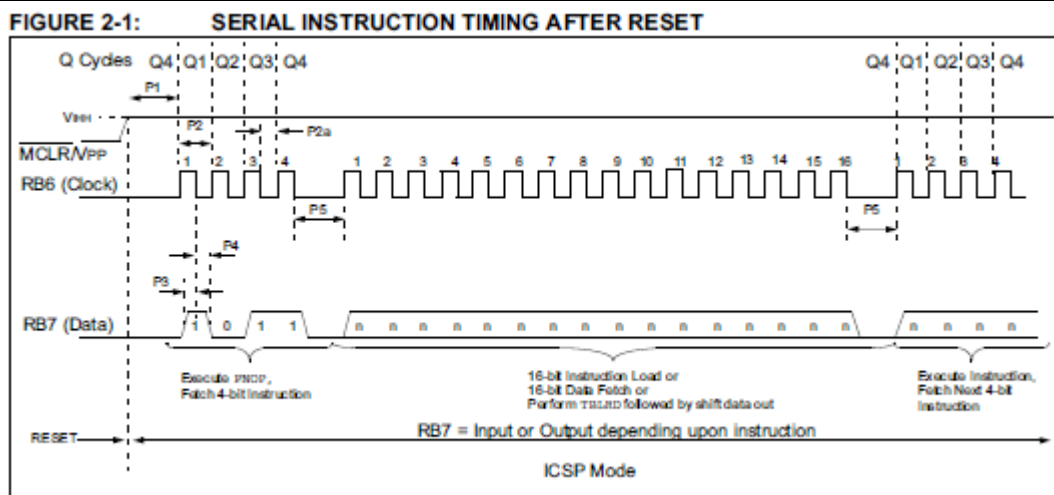 FIGURE 2-1: SERIAL INSTRUCTION TIMING AFTER RESET
Q Cycles Q4 Q1 Q2 Q3 Q4 Q4 Q1 Q2 Q3 Q4
P1
VIHH
P2 P2a
MCLR/VPP
1 2 3 4 1 2 3 4 5 6 7 8 9 10 11 12 13 14 15 16 1 2 3 4
RB6 (Clock)
P5 P5
P4
P3
RB7 (Data) 1 0 1 1 n n n n n n n n n n n n n n n n n n n n
Execute PNOP, 16-bit Instruction Load or Execute Instruction,
Fetch 4-bit Instruction 16-bit Data Fetch or Fetch Next 4-bit
Perform TBLRD followed by shift data out Instruction
RESET RB7 = Input or Output depending upon instruction
ICSP Mode